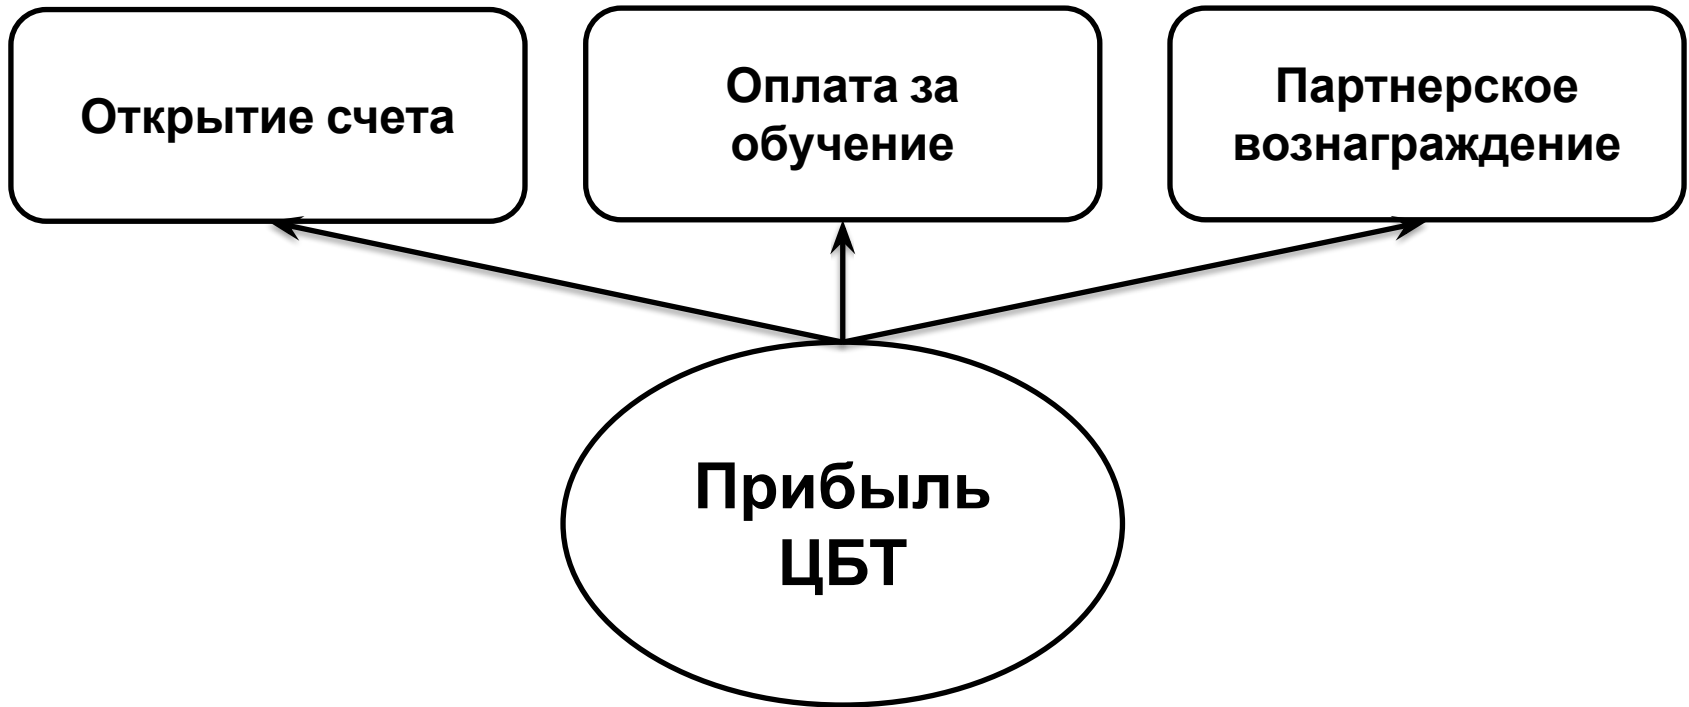 Открытие счета
Оплата за
обучение
Партнерское
вознаграждение
Прибыль
ЦБТ